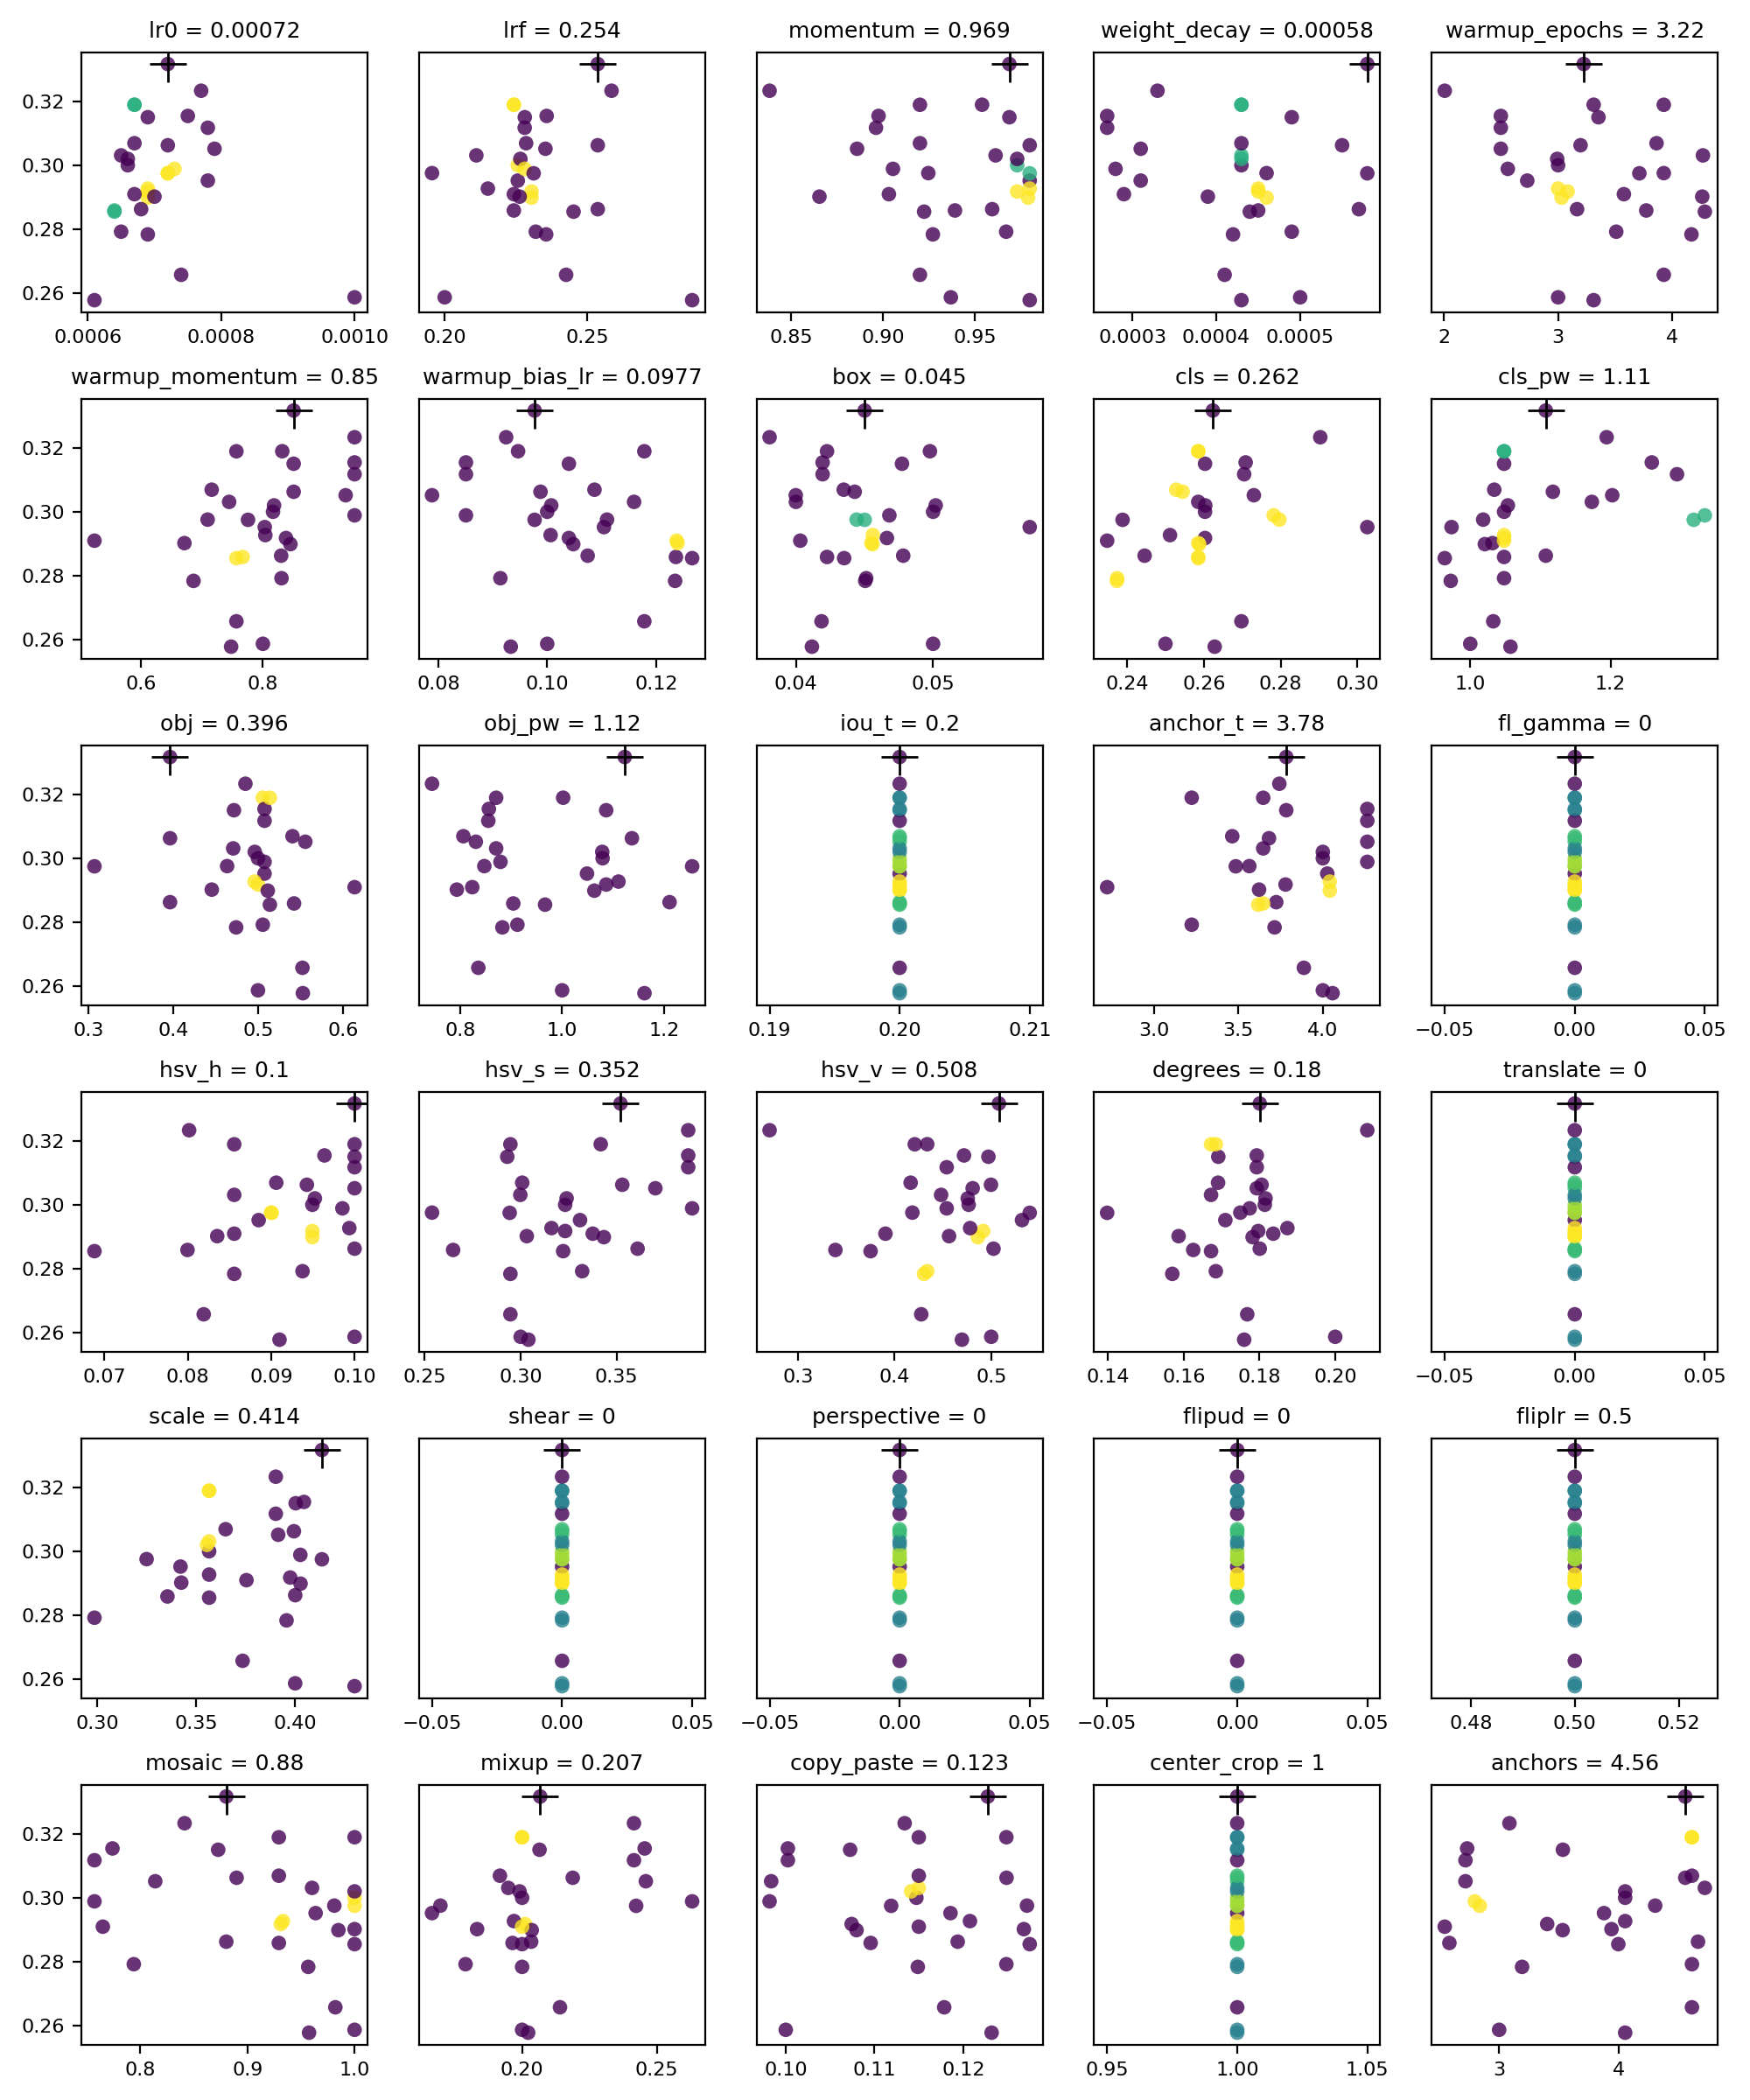 lr0 = 0.00072 lrf = 0.254 momentum = 0.969 weight_decay = 0.00058 warmup_epochs = 3.22
0.32
0.30
0.28
0.26
0.0006 0.0008 0.0010 0.20 0.25 0.85 0.90 0.95 0.0003 0.0004 0.0005 2 3 4
warmup_momentum = 0.85 warmup_bias_lr = 0.0977 box = 0.045 cls = 0.262 cls_pw = 1.11
0.32
0.30
0.28
0.26
0.6 0.8 0.08 0.10 0.12 0.04 0.05 0.24 0.26 0.28 0.30 1.0 1.2
obj = 0.396 obj_pw = 1.12 iou_t = 0.2 anchor_t = 3.78 fl_gamma = 0
0.32
0.30
0.28
0.26
0.3 0.4 0.5 0.6 0.8 1.0 1.2 0.19 0.20 0.21 3.0 3.5 4.0 −0.05 0.00 0.05
hsv_h = 0.1 hsv_s = 0.352 hsv_v = 0.508 degrees = 0.18 translate = 0
0.32
0.30
0.28
0.26
0.07 0.08 0.09 0.10 0.25 0.30 0.35 0.3 0.4 0.5 0.14 0.16 0.18 0.20 −0.05 0.00 0.05
scale = 0.414 shear = 0 perspective = 0 flipud = 0 fliplr = 0.5
0.32
0.30
0.28
0.26
0.30 0.35 0.40 −0.05 0.00 0.05 −0.05 0.00 0.05 −0.05 0.00 0.05 0.48 0.50 0.52
mosaic = 0.88 mixup = 0.207 copy_paste = 0.123 center_crop = 1 anchors = 4.56
0.32
0.30
0.28
0.26
0.8 0.9 1.0 0.20 0.25 0.10 0.11 0.12 0.95 1.00 1.05 3 4